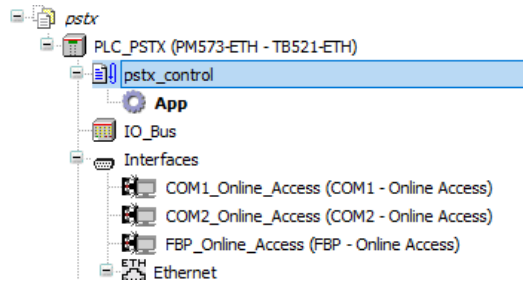 pstx
PLC_PSTX (PM573-ETH - TB521-ETH)
pstx_control
App
IO_Bus
Interfaces
COM1_Online_Access (COM1 - Online Access)
COM2_Online_Access (COM2 - Online Access)
FBP_Online_Access (FBP - Online Access)
ETH Ethernet